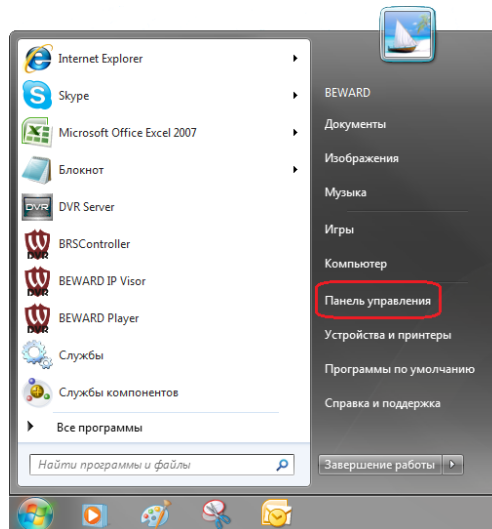 Internet Explorer
Skype
Microsoft Office Excel 2007
Блокнот
DVR Server
BRSController
BEWARD IP Visor
BEWARD Player
Службы
Службы компонентов
Все программы
Найти программы и файлы
BEWARD
Документы
Изображения
Музыка
Игры
Компьютер
Панель управления
Устройства и принтеры
Программы по умолчанию
Справка и поддержка
Завершение работы